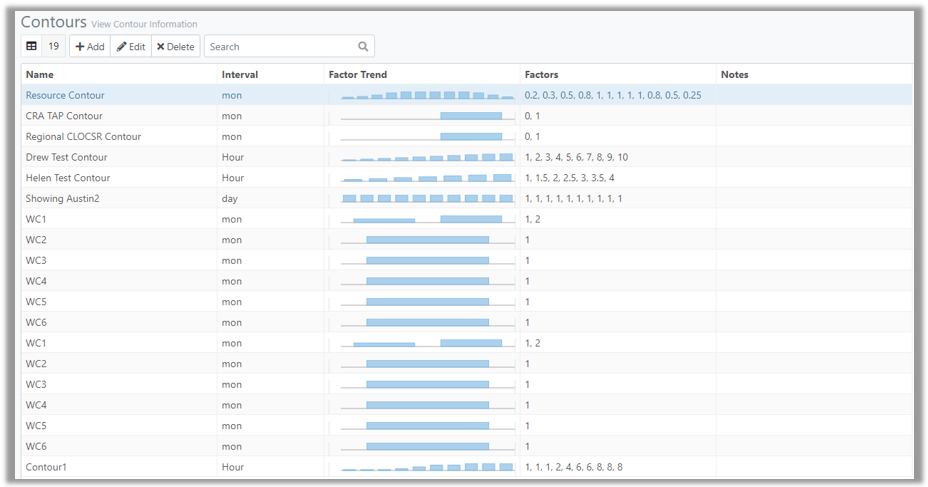 Contours View Contour Information
19 Add Edit Delete Search
Name Interval Factor Trend Factors Notes
Resource Contour mon 0.2, 0.3, 0.5, 0.8, 1, 1, 1, 1, 1, 0.8, 0.5, 0.25
CRA TAP Contour mon 0, 1
Regional CLOCSR Contour mon 0, 1
Drew Test Contour Hour 1, 2, 3, 4, 5, 6, 7, 8, 9, 10
Helen Test Contour Hour 1, 1.5, 2, 2.5, 3, 3.5, 4
Showing Austin2 day 1, 1, 1, 1, 1, 1, 1, 1, 1, 1
WC1 mon 1, 2
WC2 mon 1
WC3 mon 1
WC4 mon 1
WC5 mon 1
WC6 mon 1
WC1 mon 1, 2
WC2 mon 1
WC3 mon 1
WC4 mon 1
WC5 mon 1
WC6 mon 1
Contour1 Hour 1, 1, 1, 2, 4, 6, 6, 8, 8, 8